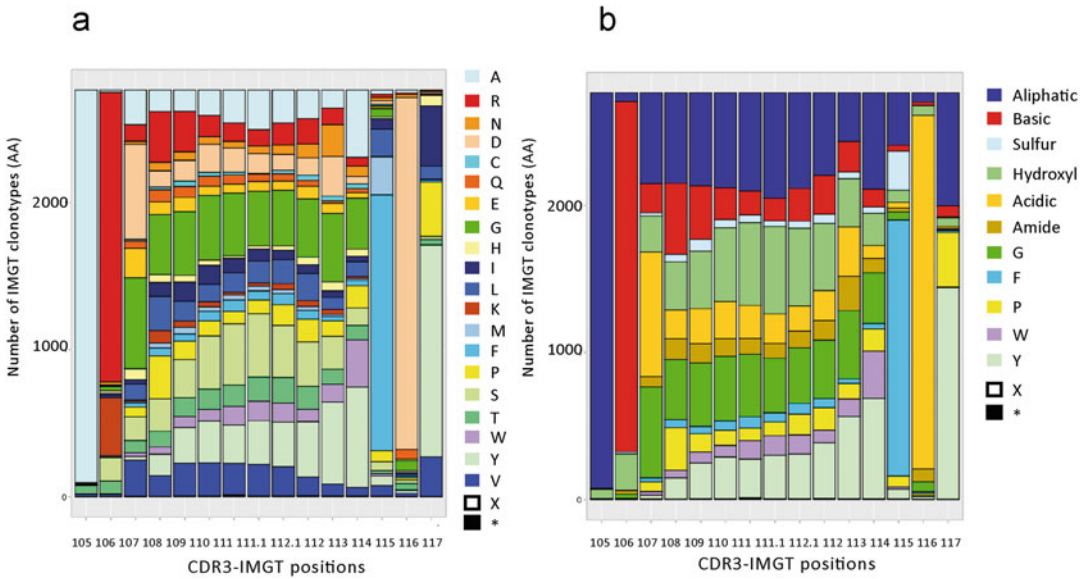 a
Number of IMGT clonotypes (AA)
2000
1000
0
105 106 107 108 109 110 111 111.1 112.1 112 113 114 115 116 117
CDR3-IMGT positions
A
R
N
D
C
Q
E
G
H
I
L
K
M
F
P
S
T
W
Y
V
X
*
b
Number of IMGT clonotypes (AA)
2000
1000
0
105 106 107 108 109 110 111 111.1 112.1 112 113 114 115 116 117
CDR3-IMGT positions
Aliphatic
Basic
Sulfur
Hydroxyl
Acidic
Amide
G
F
P
W
Y
X
*